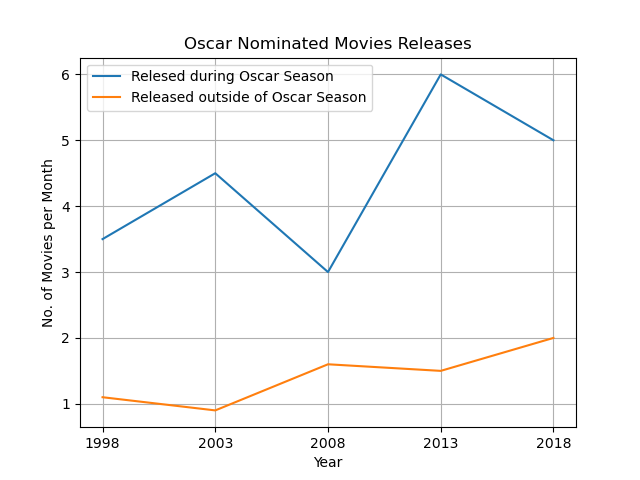 Oscar Nominated Movies Releases
Relesed during Oscar Season
Released outside of Oscar Season
No. of Movies per Month
6
5
4
3
2
1
1998 2003 2008 2013 2018
Year